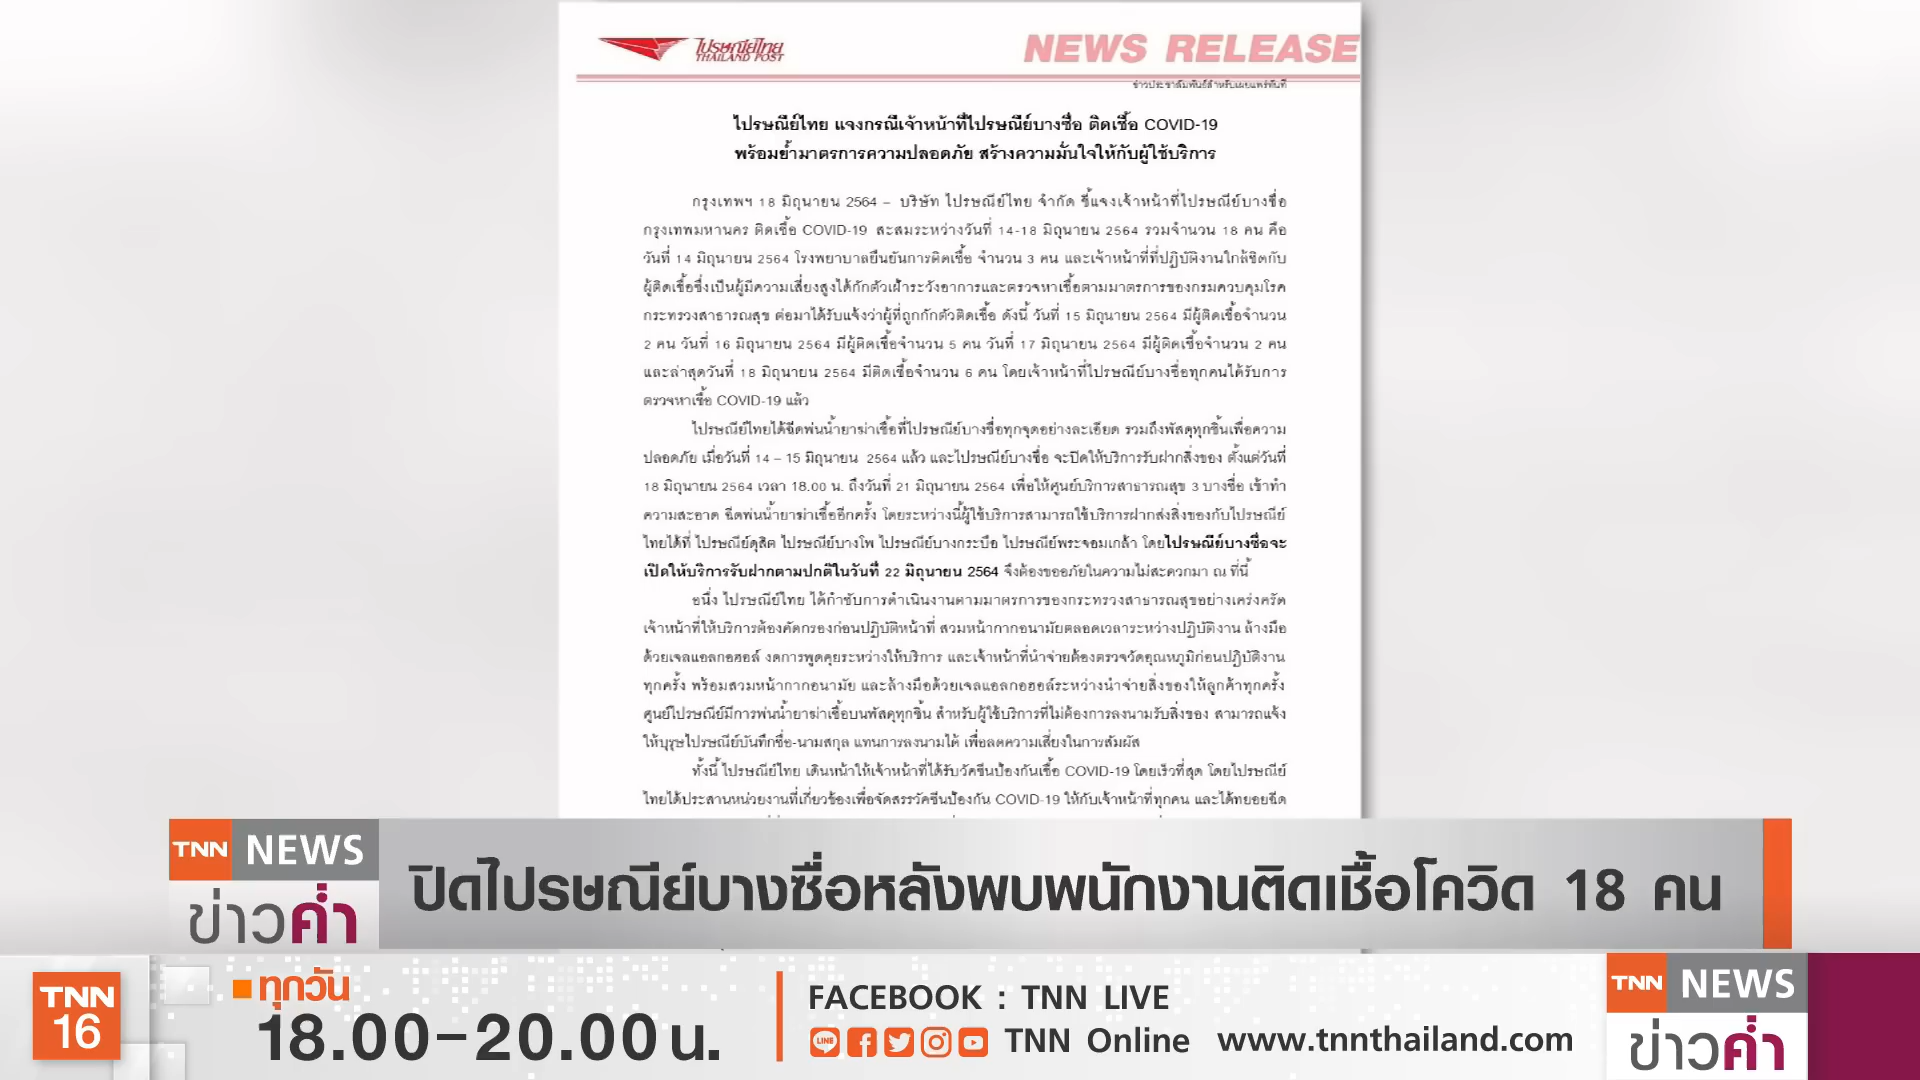 ไปรษณีย์ไทย
THAILAND POST
NEWS RELEASE
ข่าวประชาสัมพันธ์สำหรับเผยแพร่ทันที
ไปรษณีย์ไทย แจงกรณีเจ้าหน้าที่ไปรษณีย์บางซื่อ ติดเชื้อ COVID-19
พร้อมย้ำมาตรการความปลอดภัย สร้างความมั่นใจให้กับผู้ใช้บริการ
กรุงเทพฯ 18 มิถุนายน 2564 – บริษัท ไปรษณีย์ไทย จำกัด ชี้แจงเจ้าหน้าที่ไปรษณีย์บางซื่อ
กรุงเทพมหานคร ติดเชื้อ COVID-19 สะสมระหว่างวันที่ 14-18 มิถุนายน 2564 รวมจำนวน 18 คน คือ
วันที่ 14 มิถุนายน 2564 โรงพยาบาลยืนยันการติดเชื้อ จำนวน 3 คน และเจ้าหน้าที่ที่ปฏิบัติงานใกล้ชิดกับ
ผู้ติดเชื้อซึ่งเป็นผู้มีความเสี่ยงสูงได้กักตัวเฝ้าระวังอาการและตรวจหาเชื้อตามมาตรการของกรมควบคุมโรค
กระทรวงสาธารณสุข ต่อมาได้รับแจ้งว่าผู้ที่ถูกกักตัวติดเชื้อ ดังนี้ วันที่ 15 มิถุนายน 2564 มีผู้ติดเชื้อจำนวน
2 คน วันที่ 16 มิถุนายน 2564 มีผู้ติดเชื้อจำนวน 5 คน วันที่ 17 มิถุนายน 2564 มีผู้ติดเชื้อจำนวน 2 คน
และล่าสุดวันที่ 18 มิถุนายน 2564 มีติดเชื้อจำนวน 6 คน โดยเจ้าหน้าที่ไปรษณีย์บางซื่อทุกคนได้รับการ
ตรวจหาเชื้อ COVID-19 แล้ว
ไปรษณีย์ไทยได้ฉีดพ่นน้ำยาฆ่าเชื้อที่ไปรษณีย์บางซื่อทุกจุดอย่างละเอียด รวมถึงพัสดุทุกชิ้นเพื่อความ
ปลอดภัย เมื่อวันที่ 14 – 15 มิถุนายน 2564 แล้ว และไปรษณีย์บางซื่อ จะปิดให้บริการรับฝากสิ่งของ ตั้งแต่วันที่
18 มิถุนายน 2564 เวลา 18.00 น. ถึงวันที่ 21 มิถุนายน 2564 เพื่อให้ศูนย์บริการสาธารณสุข 3 บางซื่อ เข้าทำ
ความสะอาด ฉีดพ่นน้ำยาฆ่าเชื้ออีกครั้ง โดยระหว่างนี้ผู้ใช้บริการสามารถใช้บริการฝากส่งสิ่งของกับไปรษณีย์
ไทยได้ที่ ไปรษณีย์ดุสิต ไปรษณีย์บางโพ ไปรษณีย์บางกระบือ ไปรษณีย์พระจอมเกล้า โดยไปรษณีย์บางซื่อจะ
เปิดให้บริการรับฝากตามปกติในวันที่ 22 มิถุนายน 2564 จึงต้องขออภัยในความไม่สะดวกมา ณ ที่นี้
อนึ่ง ไปรษณีย์ไทย ได้กำชับการดำเนินงานตามมาตรการของกระทรวงสาธารณสุขอย่างเคร่งครัด
เจ้าหน้าที่ให้บริการต้องคัดกรองก่อนปฏิบัติหน้าที่ สวมหน้ากากอนามัยตลอดเวลาระหว่างปฏิบัติงาน ล้างมือ
ด้วยเจลแอลกอฮอล์ งดการพูดคุยระหว่างให้บริการ และเจ้าหน้าที่นำจ่ายต้องตรวจวัดอุณหภูมิก่อนปฏิบัติงาน
ทุกครั้ง พร้อมสวมหน้ากากอนามัย และล้างมือด้วยเจลแอลกอฮอล์ระหว่างนำจ่ายสิ่งของให้ลูกค้าทุกครั้ง
ศูนย์ไปรษณีย์มีการพ่นน้ำยาฆ่าเชื้อบนพัสดุทุกชิ้น สำหรับผู้ใช้บริการที่ไม่ต้องการลงนามรับสิ่งของ สามารถแจ้ง
ให้บุรุษไปรษณีย์บันทึกชื่อ-นามสกุล แทนการลงนามได้ เพื่อลดความเสี่ยงในการสัมผัส
ทั้งนี้ ไปรษณีย์ไทย เดินหน้าให้เจ้าหน้าที่ได้รับวัคซีนป้องกันเชื้อ COVID-19 โดยเร็วที่สุด โดยไปรษณีย์
ไทยได้ประสานหน่วยงานที่เกี่ยวข้องเพื่อจัดสรรวัคซีนป้องกัน COVID-19 ให้กับเจ้าหน้าที่ทุกคน และได้ทยอยฉีด
TNN NEWS
ข่าวค่ำ
ปิดไปรษณีย์บางซื่อหลังพบพนักงานติดเชื้อโควิด 18 คน
TNN
16
ทุกวัน
18.00-20.00 น.
FACEBOOK : TNN LIVE
LINE
TNN Online www.tnnthailand.com
TNN NEWS
ข่าวค่ำ